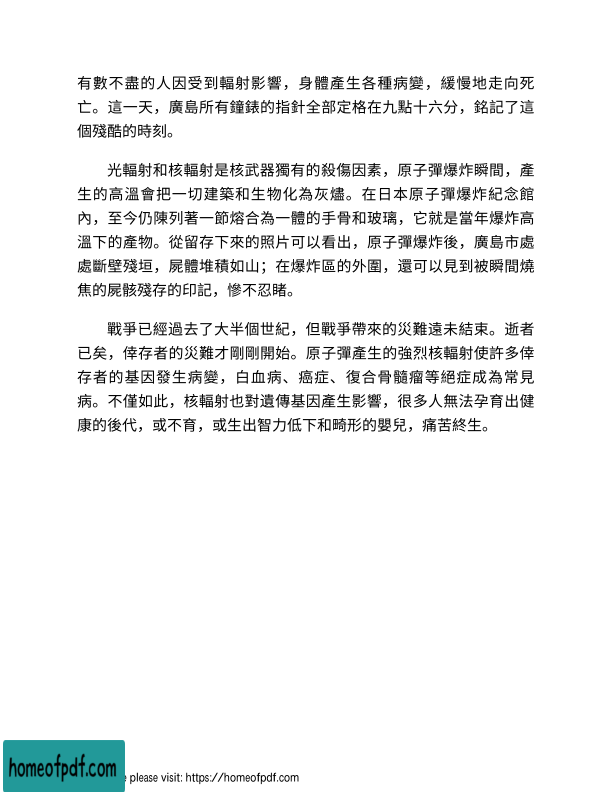 有數不盡的人因受到輻射影響，身體產生各種病變，緩慢地走向死
亡。這一天，廣島所有鐘錶的指針全部定格在九點十六分，銘記了這
個殘酷的時刻。
光輻射和核輻射是核武器獨有的殺傷因素，原子彈爆炸瞬間，產
生的高溫會把一切建築和生物化為灰燼。在日本原子彈爆炸紀念館
內，至今仍陳列著一節熔合為一體的手骨和玻璃，它就是當年爆炸高
溫下的產物。從留存下來的照片可以看出，原子彈爆炸後，廣島市處
處斷壁殘垣，屍體堆積如山；在爆炸區的外圍，還可以見到被瞬間燒
焦的屍骸殘存的印記，慘不忍睹。
戰爭已經過去了大半個世紀，但戰爭帶來的災難遠未結束。逝者
已矣，倖存者的災難才剛剛開始。原子彈產生的強烈核輻射使許多倖
存者的基因發生病變，白血病、癌症、復合骨髓瘤等絕症成為常見
病。不僅如此，核輻射也對遺傳基因產生影響，很多人無法孕育出健
康的後代，或不育，或生出智力低下和畸形的嬰兒，痛苦終生。
homeofpdf.com
please visit: https://homeofpdf.com